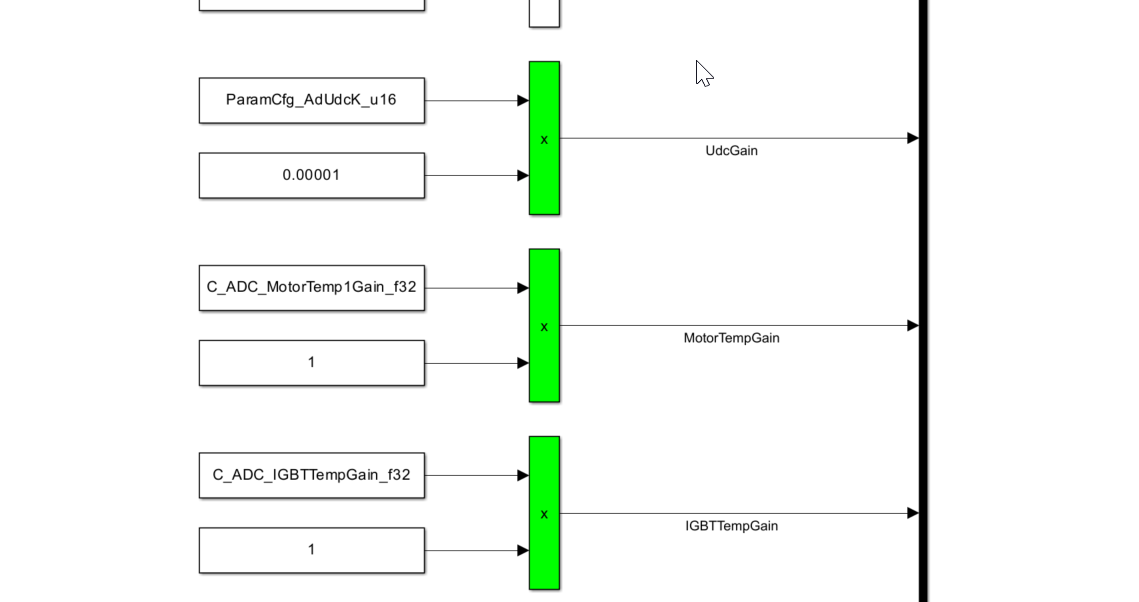 ParamCfg_AdUdcK_u16
x
UdcGain
0.00001
C_ADC_MotorTemp1Gain_f32
x
MotorTempGain
1
C_ADC_IGBTTempGain_f32
x
IGBTTempGain
1